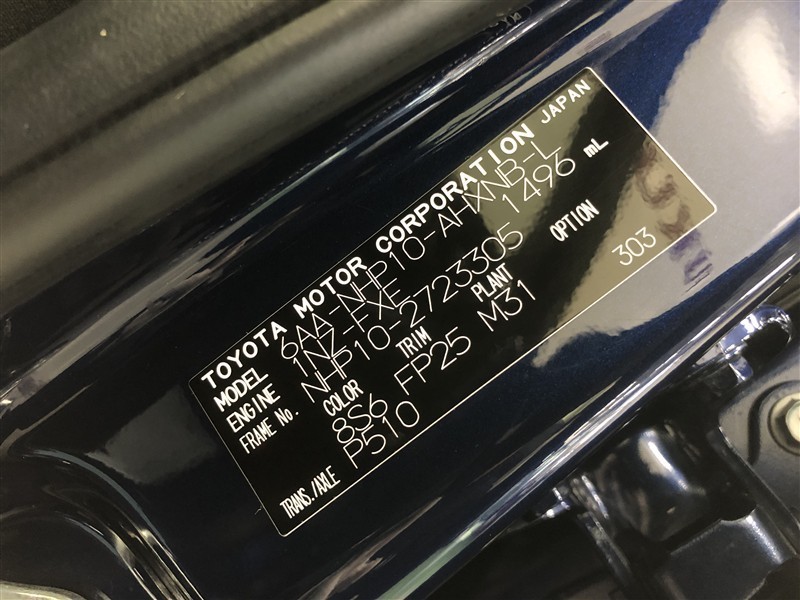 TOYOTA MOTOR CORPORATION JAPAN
MODEL 6AA-NHP10-AHXNB-L
ENGINE 1NZ-FXE 1496 mL
FRAME No. NHP10-2723305
COLOR TRIM PLANT OPTION
8S6 FP25 M31 303
TRANS./AXLE P510